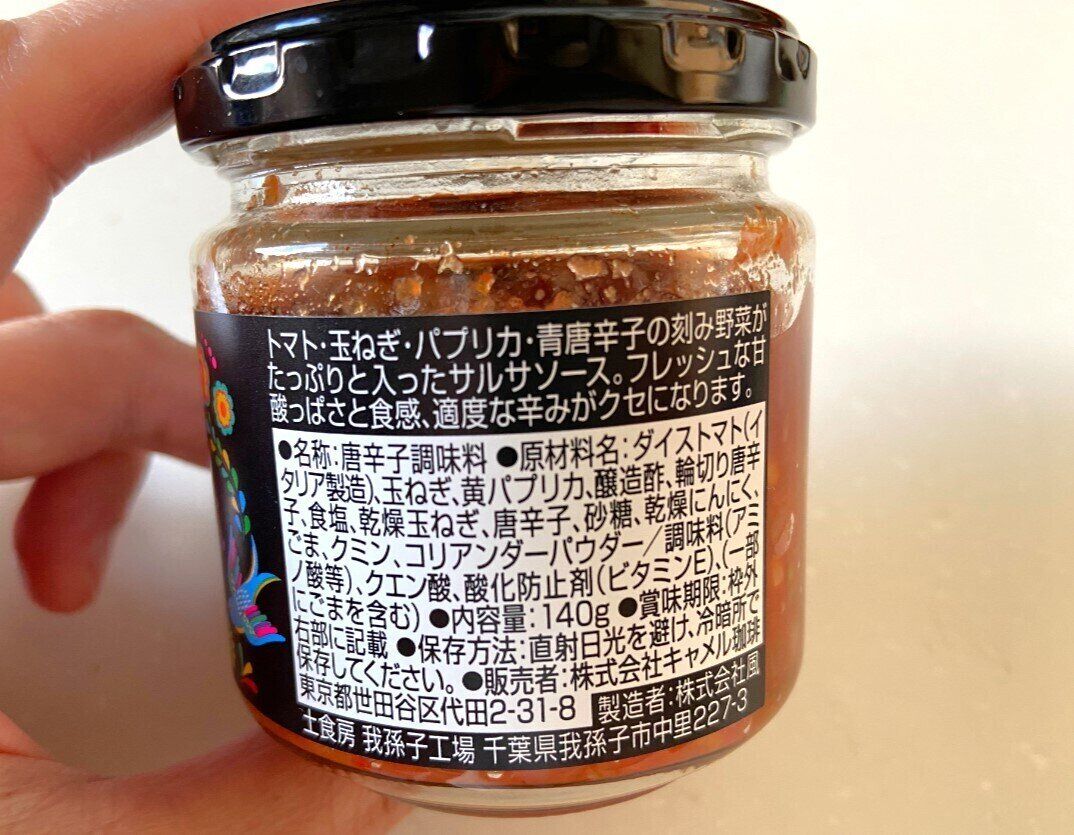 トマト・玉ねぎ・パプリカ・青唐辛子の刻み野菜が
たっぷりと入ったサルサソース。フレッシュな甘
酸っぱさと食感、適度な辛みがクセになります。
●名称：唐辛子調味料 ●原材料名：ダイストマト（イ
タリア製造）、玉ねぎ、黄パプリカ、醸造酢、輪切り唐辛
子、食塩、乾燥玉ねぎ、唐辛子、砂糖、乾燥にんにく、
ごま、クミン、コリアンダーパウダー／調味料（アミ
ノ酸等）、クエン酸、酸化防止剤（ビタミンE）、（一部
にごまを含む） ●内容量：140g ●賞味期限：枠外
右部に記載 ●保存方法：直射日光を避け、冷暗所で
保存してください。 ●販売者：株式会社キャメル珈琲
東京都世田谷区代田2-31-8 製造者：株式会社風
土食房 我孫子工場 千葉県我孫子市中里227-3